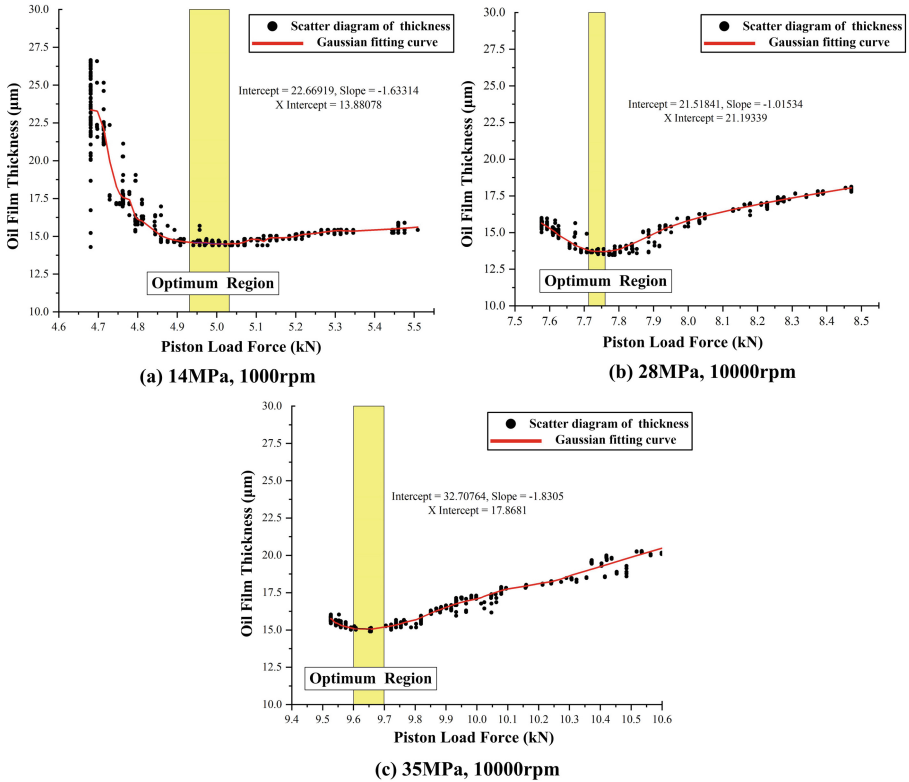 Scatter diagram of thickness
Gaussian fitting curve
Intercept = 22.66919, Slope = -1.63314
X Intercept = 13.88078
Optimum Region
Oil Film Thickness (μm)
30.0
27.5
25.0
22.5
20.0
17.5
15.0
12.5
10.0
4.6 4.7 4.8 4.9 5.0 5.1 5.2 5.3 5.4 5.5
Piston Load Force (kN)
(a) 14MPa, 1000rpm
Scatter diagram of thickness
Gaussian fitting curve
Intercept = 21.51841, Slope = -1.01534
X Intercept = 21.19339
Optimum Region
Oil Film Thickness (μm)
30.0
27.5
25.0
22.5
20.0
17.5
15.0
12.5
10.0
7.5 7.6 7.7 7.8 7.9 8.0 8.1 8.2 8.3 8.4 8.5
Piston Load Force (kN)
(b) 28MPa, 10000rpm
Scatter diagram of thickness
Gaussian fitting curve
Intercept = 32.70764, Slope = -1.8305
X Intercept = 17.8681
Optimum Region
Oil Film Thickness (μm)
30.0
27.5
25.0
22.5
20.0
17.5
15.0
12.5
10.0
9.4 9.5 9.6 9.7 9.8 9.9 10.0 10.1 10.2 10.3 10.4 10.5 10.6
Piston Load Force (kN)
(c) 35MPa, 10000rpm